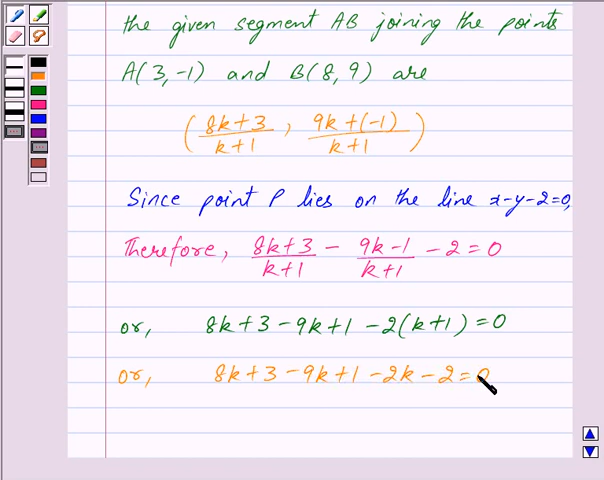 the given segment AB joining the points
A(3,-1) and B(8,9) are
(8k+3/k+1, 9k+(-1)/k+1)
Since point P lies on the line x-y-2=0,
Therefore, 8k+3/k+1 - 9k-1/k+1 - 2 = 0
or, 8k+3-9k+1-2(k+1)=0
or, 8k+3-9k+1-2k-2=0